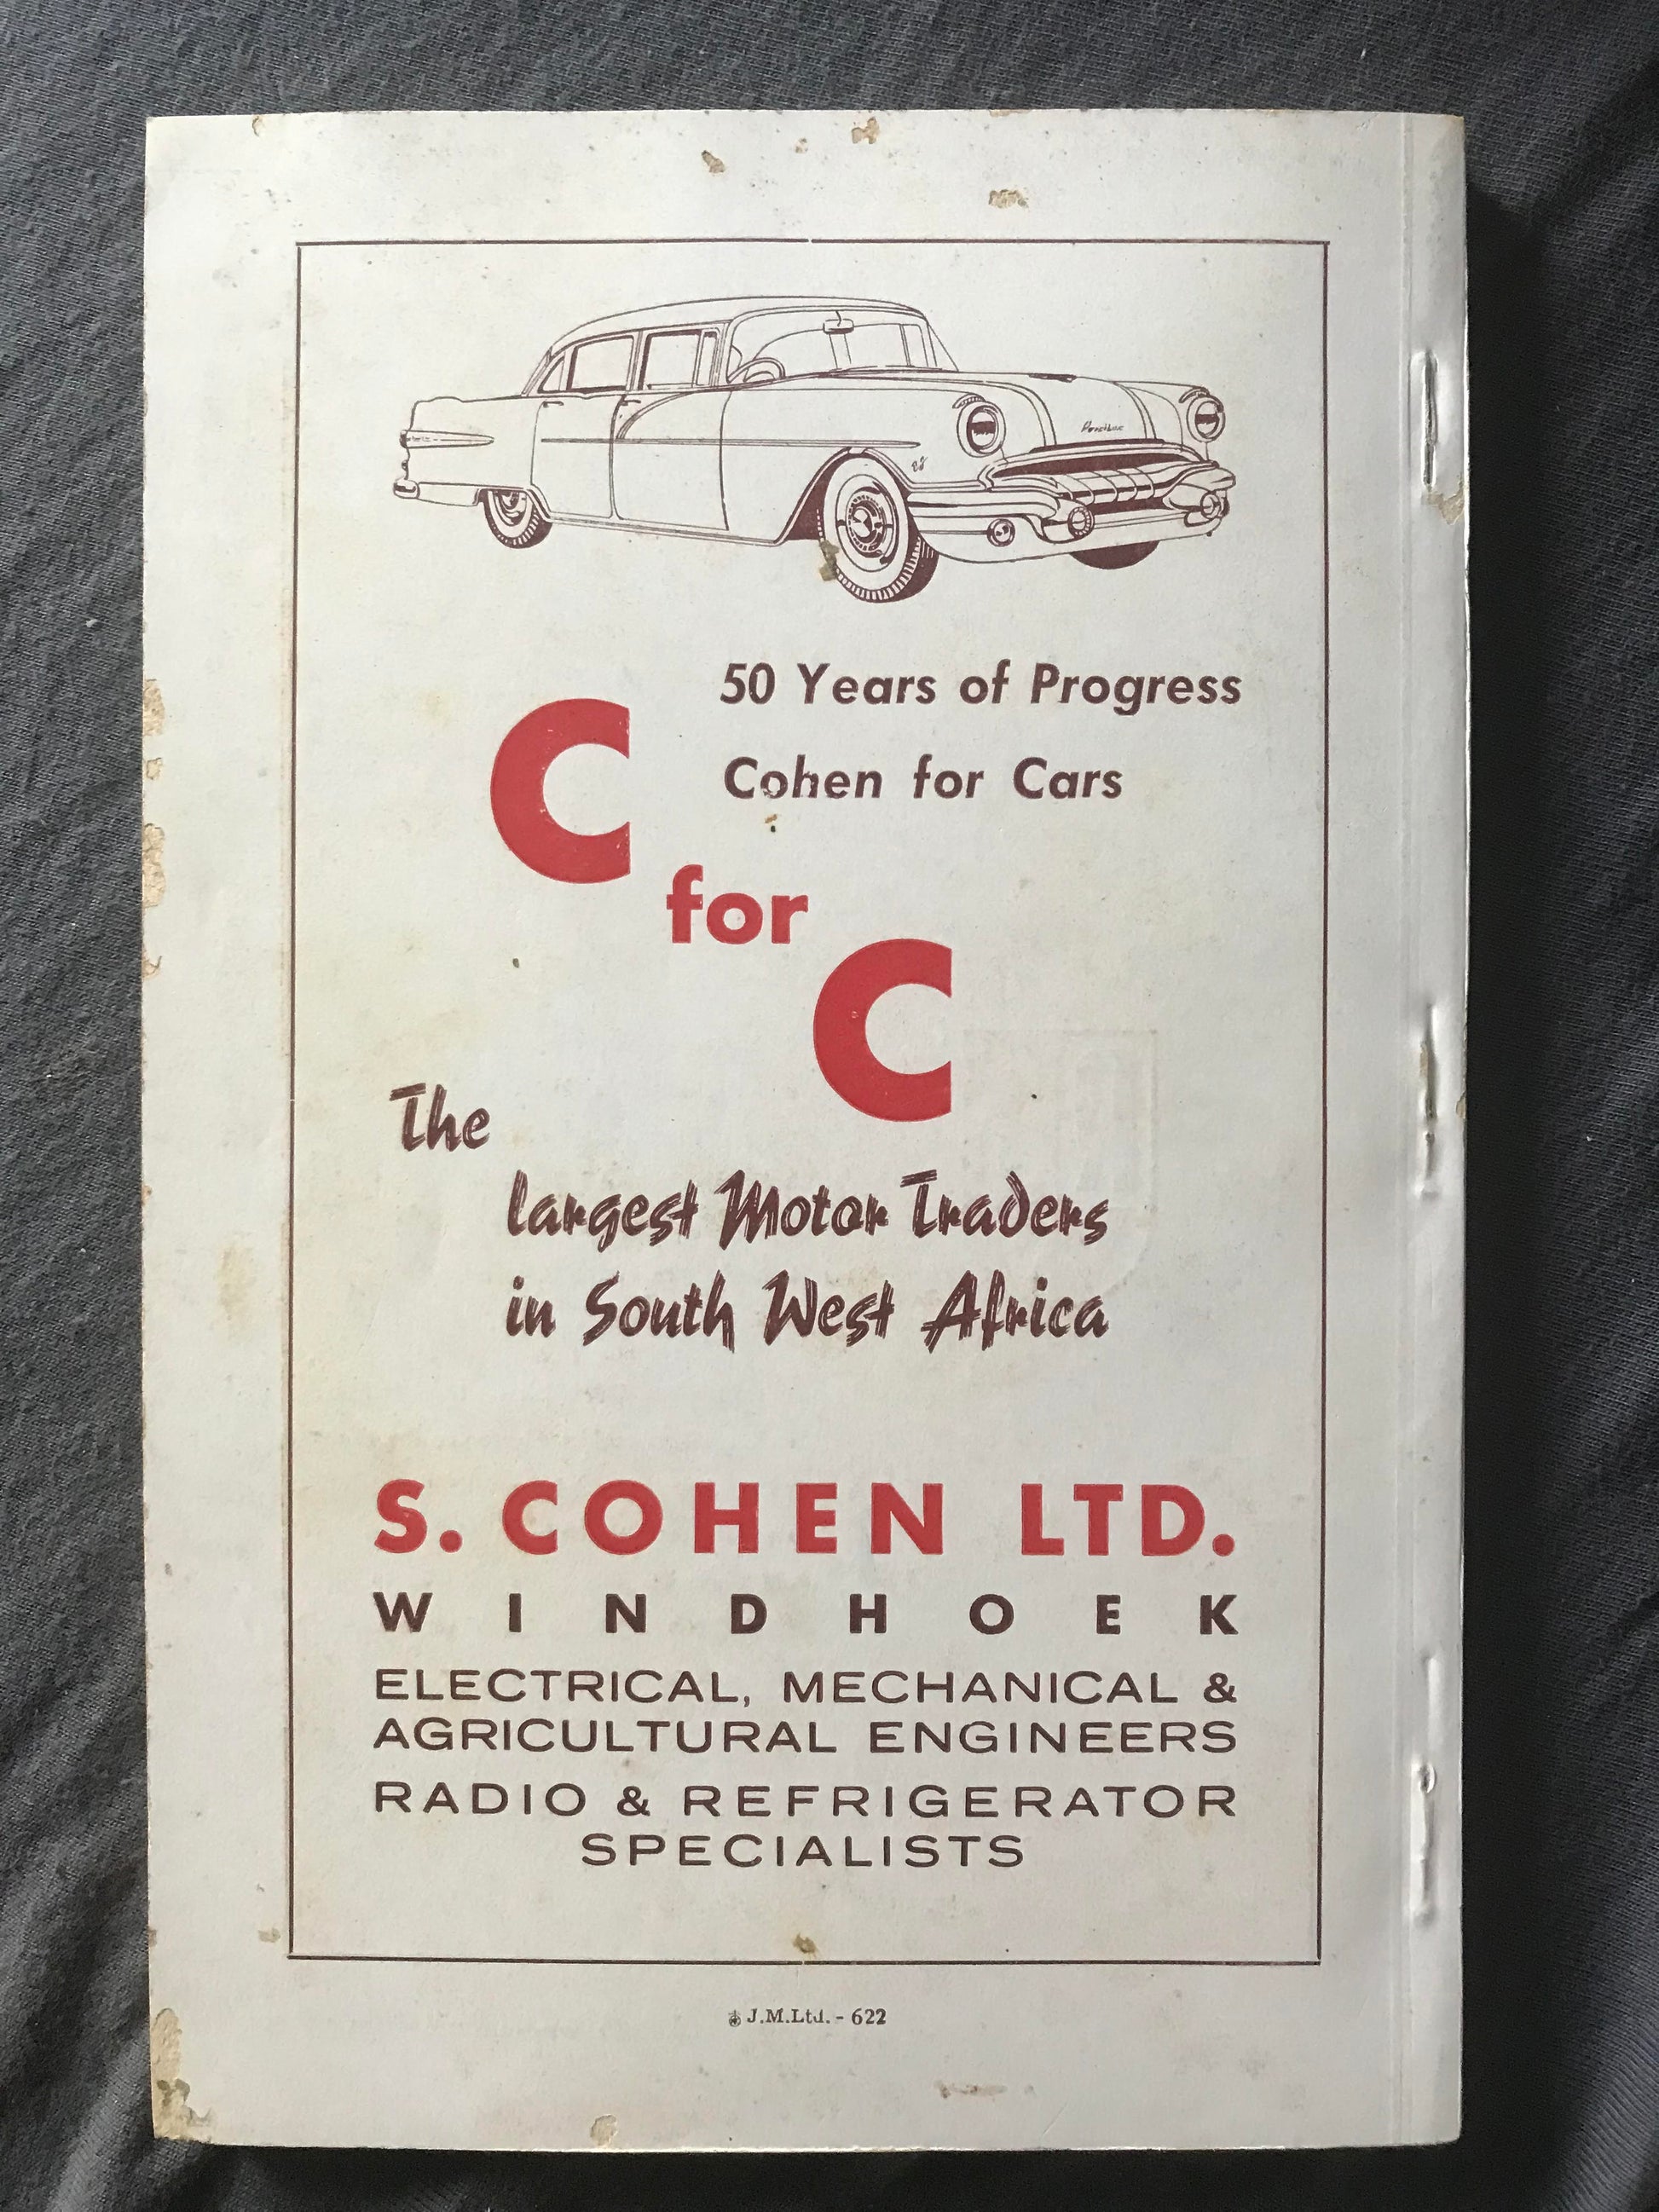 50 Years of Progress
Cohen for Cars
C
for
C
The
largest Motor Traders
in South West Africa
S. COHEN LTD.
WINDHOEK
ELECTRICAL, MECHANICAL &
AGRICULTURAL ENGINEERS
RADIO & REFRIGERATOR
SPECIALISTS
J.M.Ltd. - 622